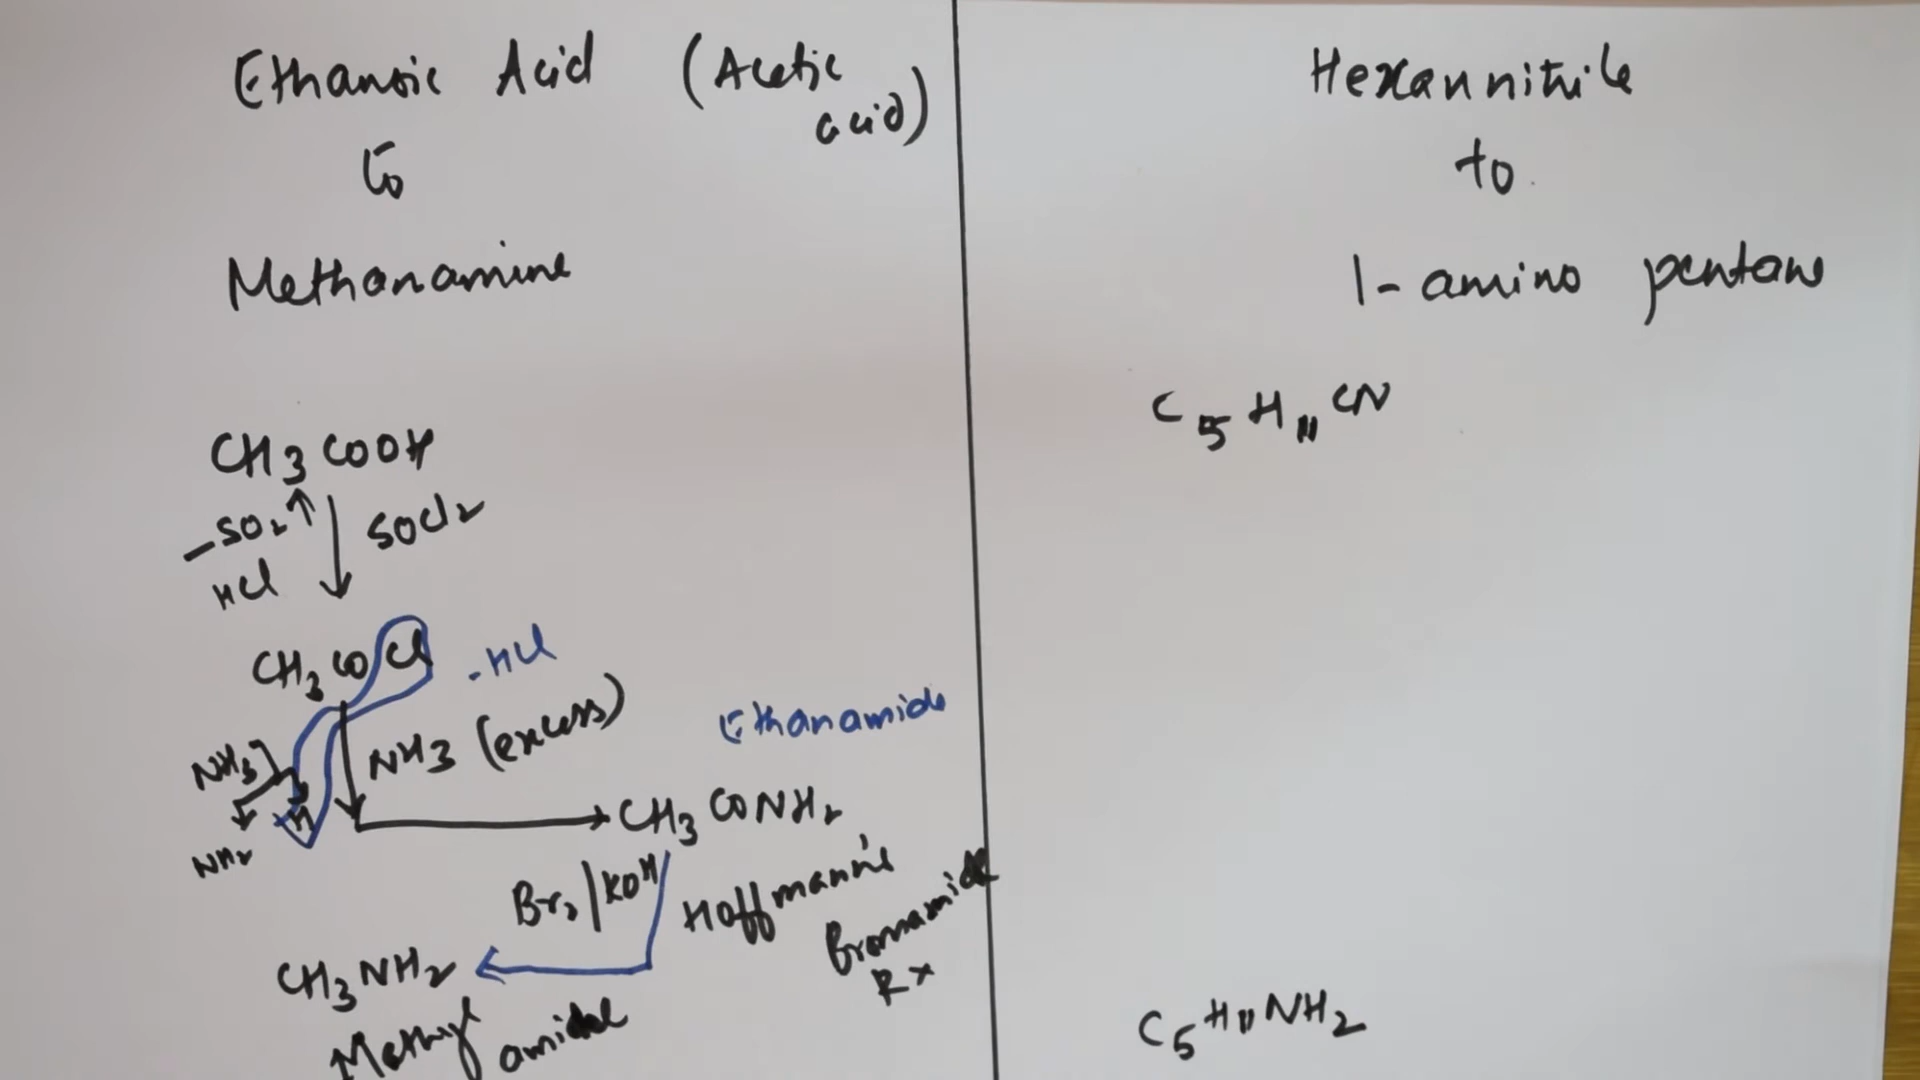 Ethanoic Acid (Acetic
acid)
to
Methanamine
CH3COOH
-SO2↑ SOCl2
HCl
CH3COCl -HCl
NH3 NH3 (excess)
H
NH2
Ethanamide
CH3CONH2
Br2/KOH Hoffmann's
Bromamide
Rx
CH3NH2
Methyl
Hexannitrile
to
1-amino pentane
C5H11CN
C5H11NH2